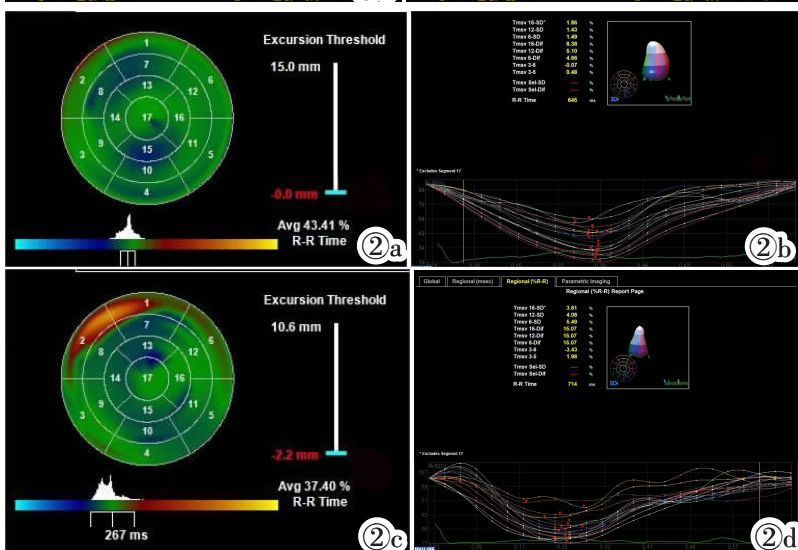 Excursion Threshold
15.0 mm
-0.0 mm
Avg 43.41 %
R-R Time
1
2
7
6
8
13
12
14
17
16
3
15
11
5
9
10
4
②a
Tmsv 16-SD* 1.86 %
Tmsv 12-SD 1.43 %
Tmsv 6-SD 1.49 %
Tmsv 16-Dif 8.38 %
Tmsv 12-Dif 5.10 %
Tmsv 6-Dif 4.66 %
Tmsv 3-6 -0.07 %
Tmsv 3-5 0.48 %
Tmsv Sel-SD — %
Tmsv Sel-Dif — %
R-R Time 645 ms
* Excludes Segment 17
②b
Excursion Threshold
10.6 mm
-2.2 mm
Avg 37.40 %
R-R Time
267 ms
1
2
7
6
8
13
12
14
17
16
3
15
11
5
9
10
4
②c
Global Regional (msec) Regional (%R-R) Parametric Imaging
Regional (%R-R) Report Page
Tmsv 16-SD* 3.61 %
Tmsv 12-SD 4.08 %
Tmsv 6-SD 5.49 %
Tmsv 16-Dif 15.07 %
Tmsv 12-Dif 15.07 %
Tmsv 6-Dif 15.07 %
Tmsv 3-6 -3.43 %
Tmsv 3-5 1.98 %
Tmsv Sel-SD — %
Tmsv Sel-Dif — %
R-R Time 714 ms
* Excludes Segment 17
②d